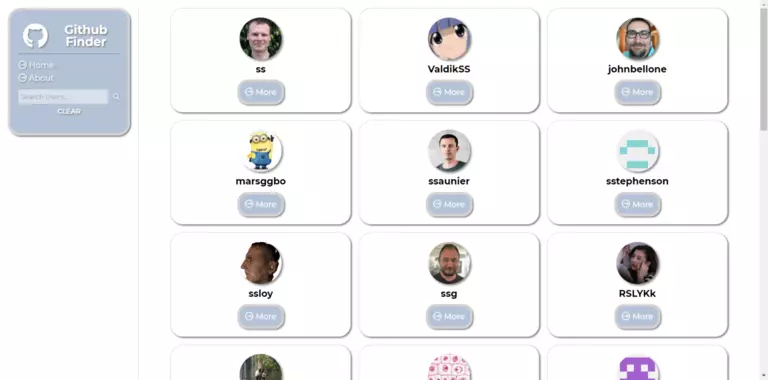 Github
Finder
Home
About
Search Users...
CLEAR
ss
ValdikSS
johnbellone
More
More
More
marsggbo
ssaunier
sstephenson
More
More
More
ssloy
ssg
RSLYKk
More
More
More